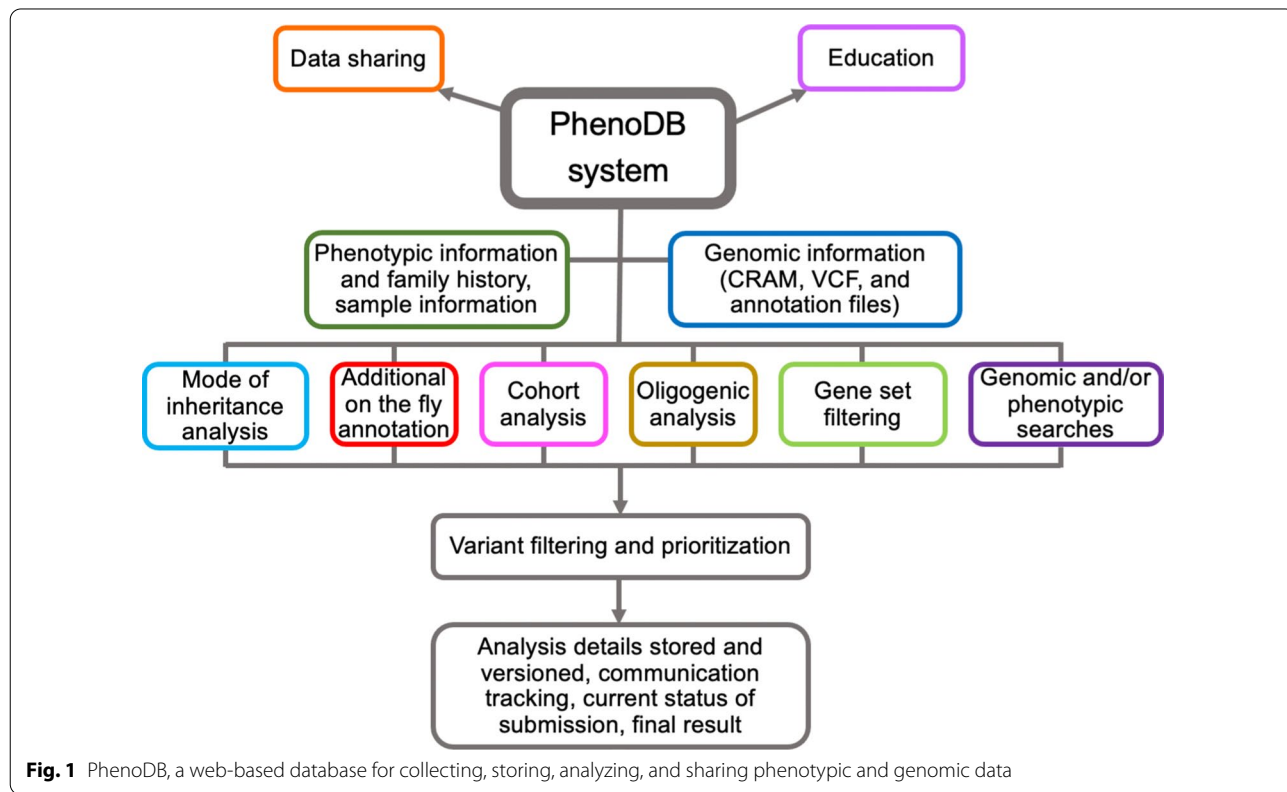 Data sharing
Education
PhenoDB
system
Phenotypic information
and family history,
sample information
Genomic information
(CRAM, VCF, and
annotation files)
Mode of
inheritance
analysis
Additional
on the fly
annotation
Cohort
analysis
Oligogenic
analysis
Gene set
filtering
Genomic and/or
phenotypic
searches
Variant filtering and prioritization
Analysis details stored and
versioned, communication
tracking, current status of
submission, final result
Fig. 1 PhenoDB, a web-based database for collecting, storing, analyzing, and sharing phenotypic and genomic data